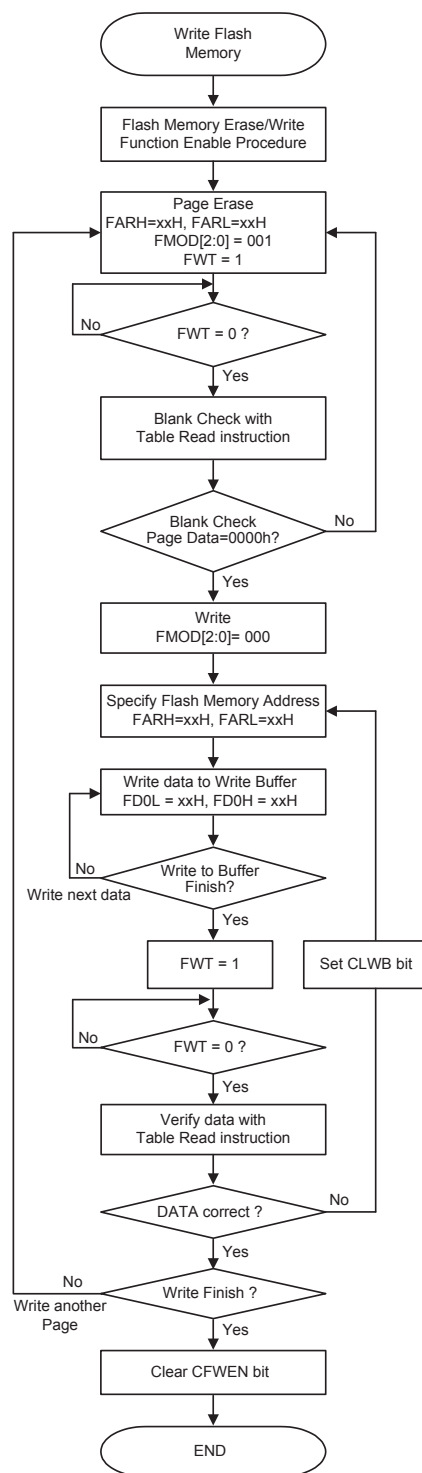 Write Flash
Memory
Flash Memory Erase/Write
Function Enable Procedure
Page Erase
FARH=xxH, FARL=xxH
FMOD[2:0] = 001
FWT = 1
No
FWT = 0 ?
Yes
Blank Check with
Table Read instruction
Blank Check
Page Data=0000h?
No
Yes
Write
FMOD[2:0]= 000
Specify Flash Memory Address
FARH=xxH, FARL=xxH
Write data to Write Buffer
FD0L = xxH, FD0H = xxH
No
Write next data
Write to Buffer
Finish?
Yes
FWT = 1
Set CLWB bit
No
FWT = 0 ?
Yes
Verify data with
Table Read instruction
DATA correct ?
No
Yes
No
Write another
Page
Write Finish ?
Yes
Clear CFWEN bit
END